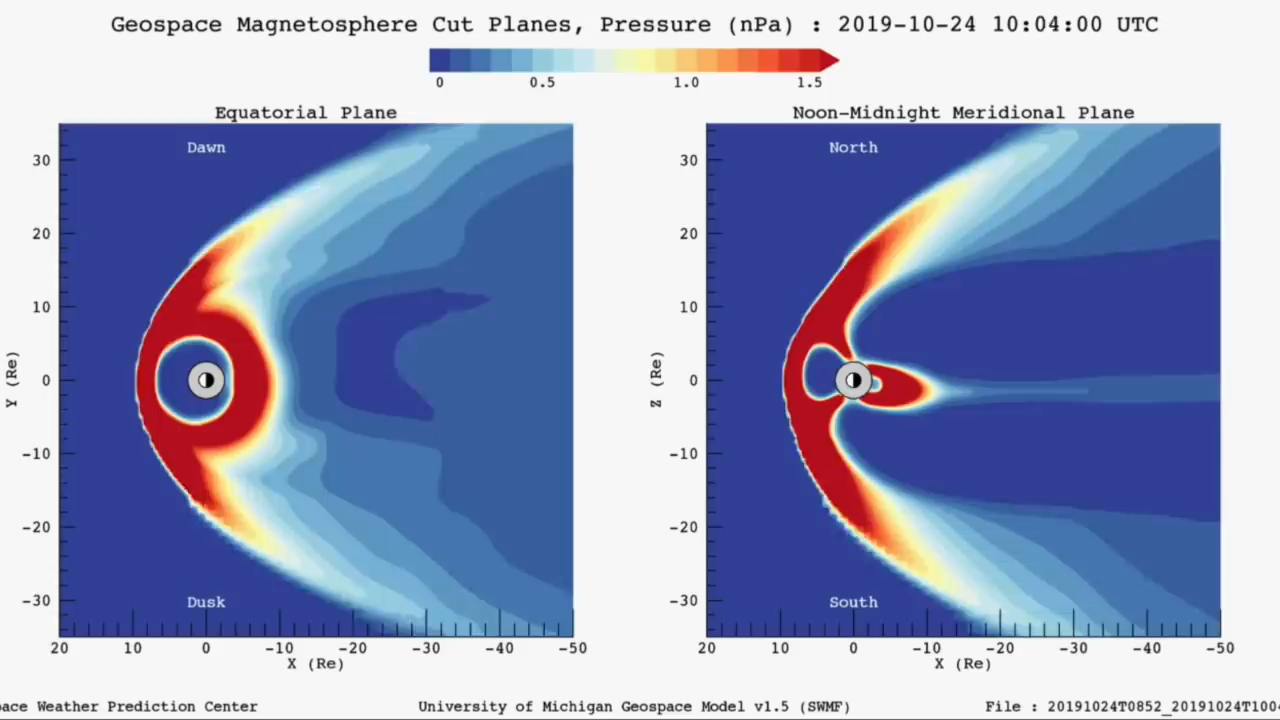 Geospace Magnetosphere Cut Planes, Pressure (nPa) : 2019-10-24 10:04:00 UTC
0 0.5 1.0 1.5
Equatorial Plane
Dawn
30
20
10
0
-10
-20
-30
Y (Re)
Dusk
20 10 0 -10 -20 -30 -40 -50
X (Re)
Noon-Midnight Meridional Plane
North
30
20
10
0
-10
-20
-30
Z (Re)
South
20 10 0 -10 -20 -30 -40 -50
X (Re)
Weather Prediction Center University of Michigan Geospace Model v1.5 (SWMF) File :